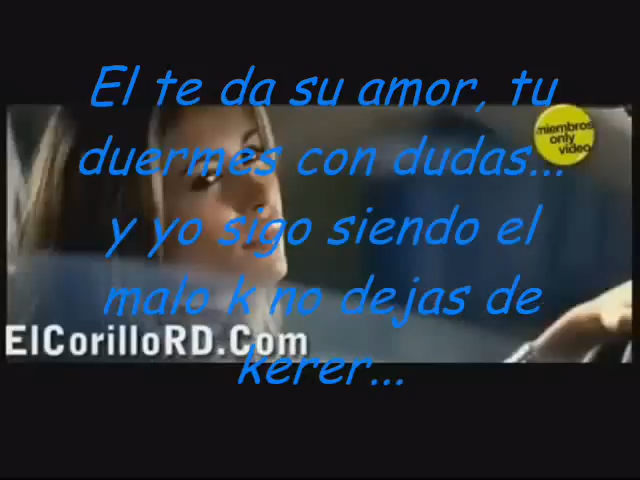 El te da su amor, tu
duermes con dudas...
y yo sigo siendo el
malo k no dejas de
kerer...
miembros
only
video
ElCorilloRD.Com